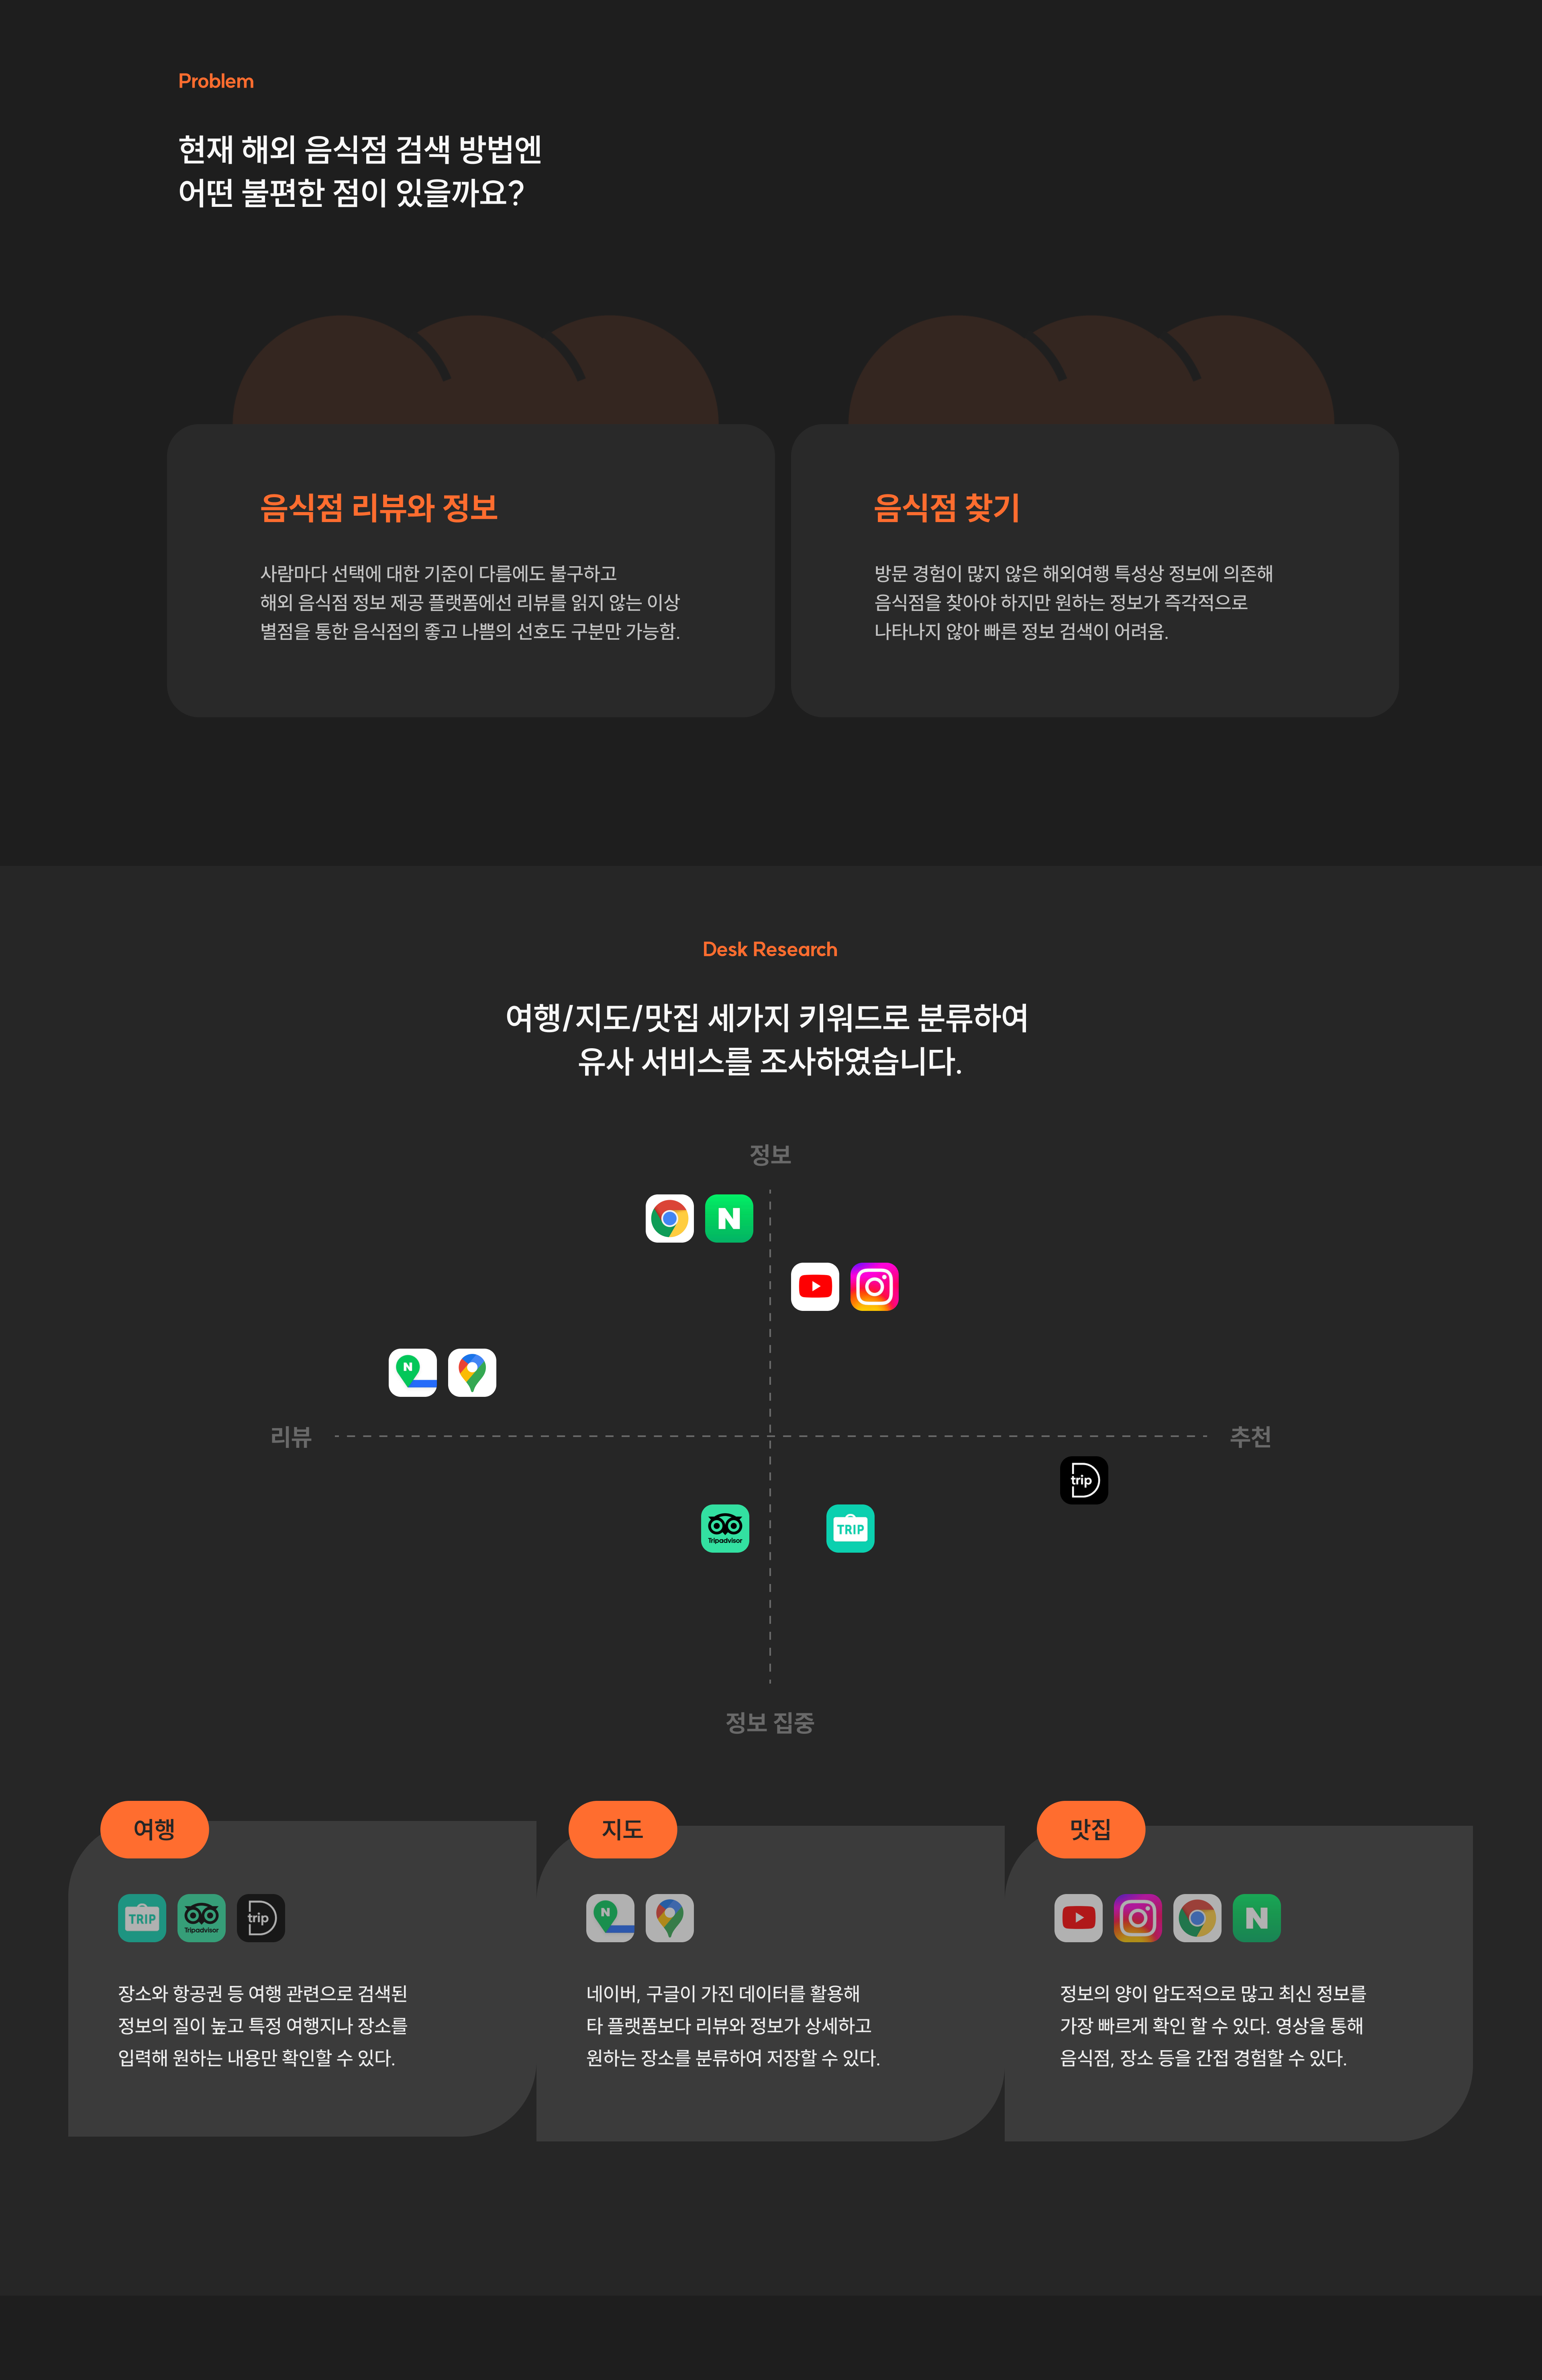 Problem
현재 해외 음식점 검색 방법엔
어떤 불편한 점이 있을까요?
음식점 리뷰와 정보
사람마다 선택에 대한 기준이 다름에도 불구하고
해외 음식점 정보 제공 플랫폼에선 리뷰를 읽지 않는 이상
별점을 통한 음식점의 좋고 나쁨의 선호도 구분만 가능함.
음식점 찾기
방문 경험이 많지 않은 해외여행 특성상 정보에 의존해
음식점을 찾아야 하지만 원하는 정보가 즉각적으로
나타나지 않아 빠른 정보 검색이 어려움.
Desk Research
여행/지도/맛집 세가지 키워드로 분류하여
유사 서비스를 조사하였습니다.
정보
N
N
리뷰
추천
trip
Tripadvisor
TRIP
정보 집중
여행
TRIP
Tripadvisor
trip
장소와 항공권 등 여행 관련으로 검색된
정보의 질이 높고 특정 여행지나 장소를
입력해 원하는 내용만 확인할 수 있다.
지도
N
네이버, 구글이 가진 데이터를 활용해
타 플랫폼보다 리뷰와 정보가 상세하고
원하는 장소를 분류하여 저장할 수 있다.
맛집
N
정보의 양이 압도적으로 많고 최신 정보를
가장 빠르게 확인 할 수 있다. 영상을 통해
음식점, 장소 등을 간접 경험할 수 있다.